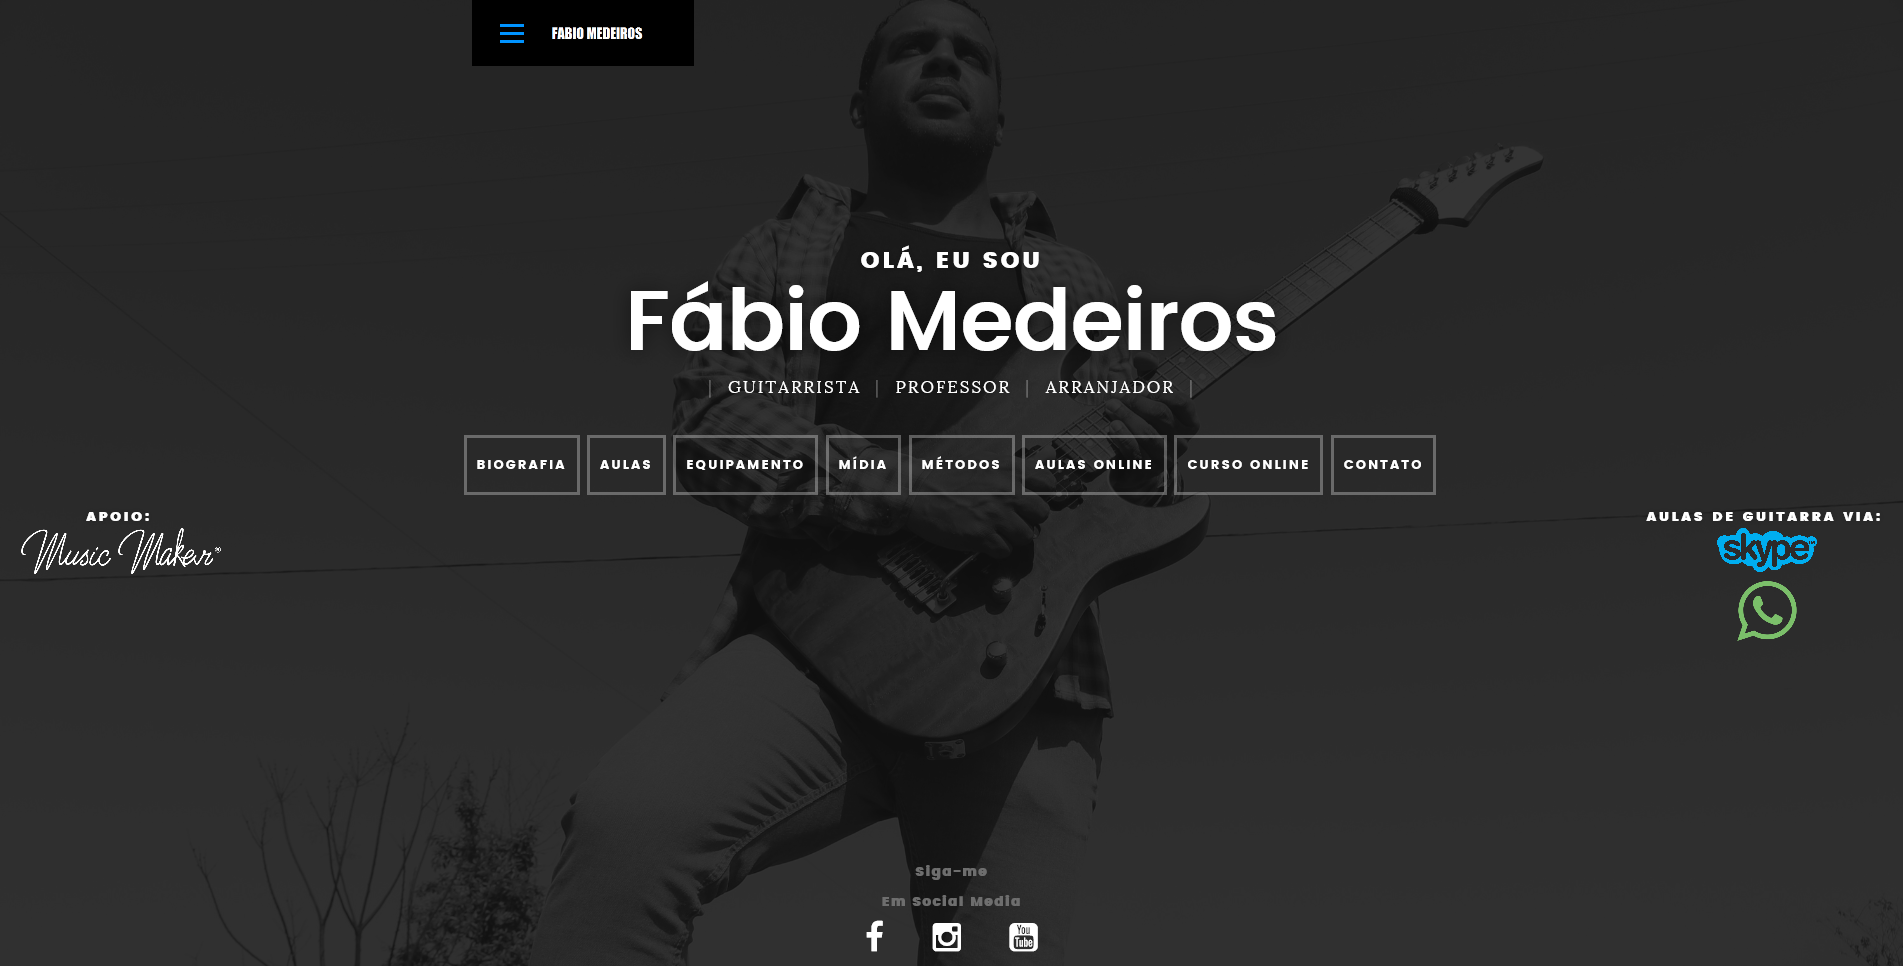 FABIO MEDEIROS
OLÁ, EU SOU
Fábio Medeiros
| GUITARRISTA | PROFESSOR | ARRANJADOR |
BIOGRAFIA AULAS EQUIPAMENTO MÍDIA MÉTODOS AULAS ONLINE CURSO ONLINE CONTATO
APOIO:
Music Maker®
AULAS DE GUITARRA VIA:
skype™
Siga-me
Em Social Media
You
Tube